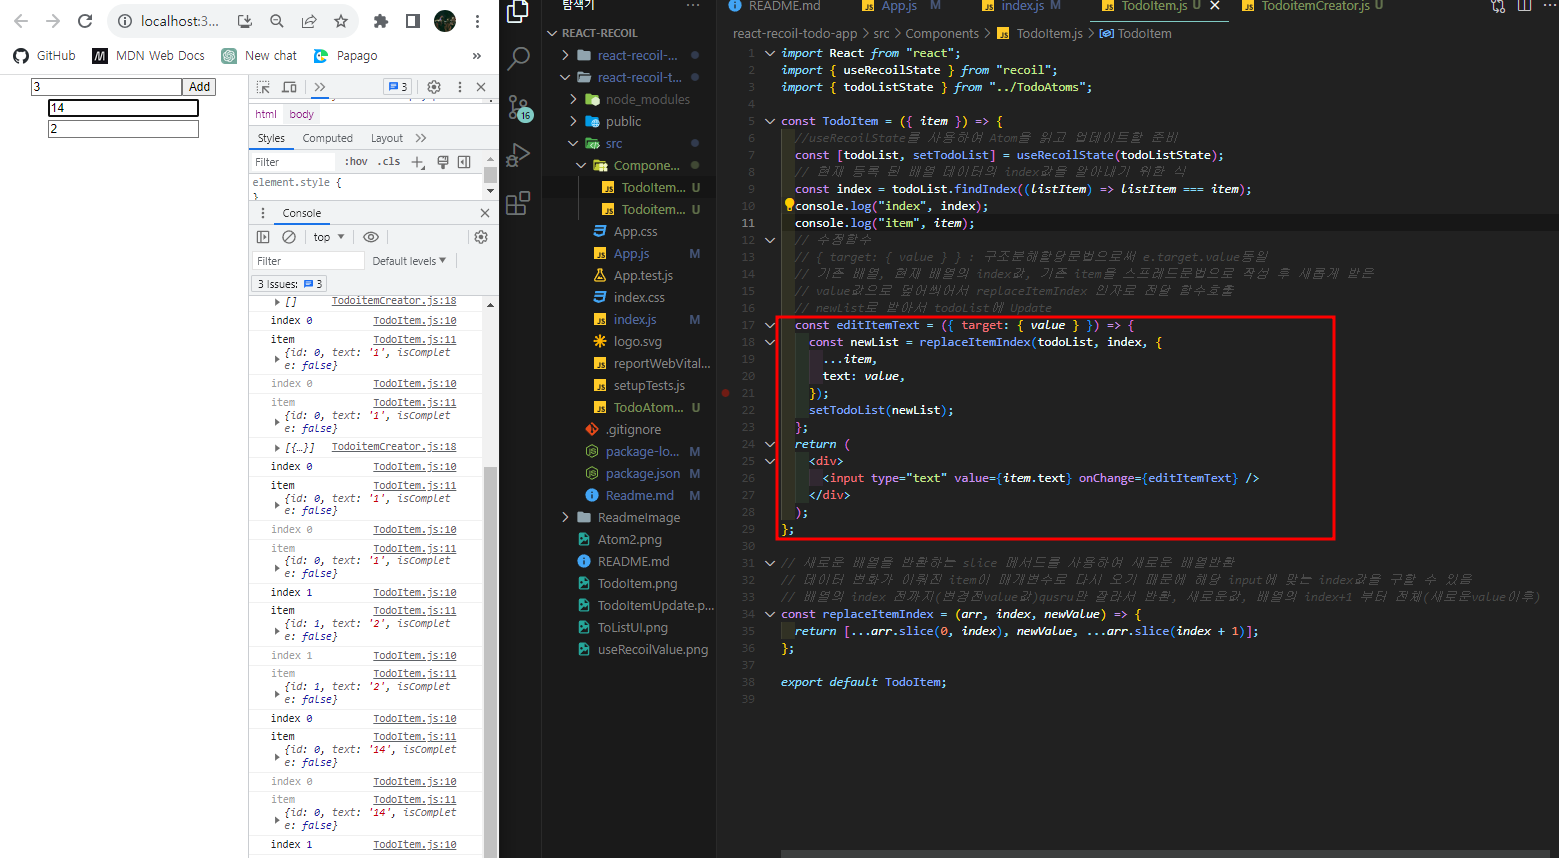 localhost:3...
GitHub
MDN Web Docs
New chat
Papago
»
3
Add
14
2
3
html
body
Styles
Computed
Layout
Filter
:hov
.cls
element.style {
}
Console
top
Filter
Default levels
3 Issues:
3
[]
TodoitemCreator.js:18
index 0
TodoItem.js:10
item
TodoItem.js:11
{id: 0, text: '1', isComplet
e: false}
index 0
TodoItem.js:10
item
TodoItem.js:11
{id: 0, text: '1', isComplet
e: false}
[{…}]
TodoitemCreator.js:18
index 0
TodoItem.js:10
item
TodoItem.js:11
{id: 0, text: '1', isComplet
e: false}
index 0
TodoItem.js:10
item
TodoItem.js:11
{id: 0, text: '1', isComplet
e: false}
index 1
TodoItem.js:10
item
TodoItem.js:11
{id: 1, text: '2', isComplet
e: false}
index 1
TodoItem.js:10
item
TodoItem.js:11
{id: 1, text: '2', isComplet
e: false}
index 0
TodoItem.js:10
item
TodoItem.js:11
{id: 0, text: '14', isComplet
e: false}
index 0
TodoItem.js:10
item
TodoItem.js:11
{id: 0, text: '14', isComplet
e: false}
index 1
TodoItem.js:10
16
탐색기
REACT-RECOIL
react-recoil-...
react-recoil-t...
node_modules
public
src
Compone...
TodoItem... U
Todoitem... U
App.css
App.js M
App.test.js
index.css
index.js M
logo.svg
reportWebVital...
setupTests.js
TodoAtom... U
.gitignore
package-lo... M
package.json M
Readme.md M
ReadmeImage
Atom2.png
README.md
TodoItem.png
TodoItemUpdate.p...
ToListUI.png
useRecoilValue.png
README.md
App.js M
index.js M
TodoItem.js U
TodoitemCreator.js U
react-recoil-todo-app > src > Components > TodoItem.js > TodoItem
1 import React from "react";
2 import { useRecoilState } from "recoil";
3 import { todoListState } from "../TodoAtoms";
4
5 const TodoItem = ({ item }) => {
6 //useRecoilState를 사용하여 Atom을 읽고 업데이트할 준비
7 const [todoList, setTodoList] = useRecoilState(todoListState);
8 // 현재 등록 된 배열 데이터의 index값을 알아내기 위한 식
9 const index = todoList.findIndex((listItem) => listItem === item);
10 console.log("index", index);
11 console.log("item", item);
12 // 수정함수
13 // { target: { value } } : 구조분해할당문법으로써 e.target.value동일
14 // 기존 배열, 현재 배열의 index값, 기존 item을 스프레드문법으로 작성 후 새롭게 받은
15 // value값으로 덮어씌어서 replaceItemIndex 인자로 전달 함수호출
16 // newList로 받아서 todoList에 Update
17 const editItemText = ({ target: { value } }) => {
18 const newList = replaceItemIndex(todoList, index, {
19 ...item,
20 text: value,
21 });
22 setTodoList(newList);
23 };
24 return (
25 <div>
26 <input type="text" value={item.text} onChange={editItemText} />
27 </div>
28 );
29 };
30
31 // 새로운 배열을 반환하는 slice 메서드를 사용하여 새로운 배열반환
32 // 데이터 변화가 이뤄진 item이 매개변수로 다시 오기 때문에 해당 input에 맞는 index값을 구할 수 있음
33 // 배열의 index 전까지(변경전value값)qusru만 잘라서 반환, 새로운값, 배열의 index+1 부터 전체(새로운value이후)
34 const replaceItemIndex = (arr, index, newValue) => {
35 return [...arr.slice(0, index), newValue, ...arr.slice(index + 1)];
36 };
37
38 export default TodoItem;
39